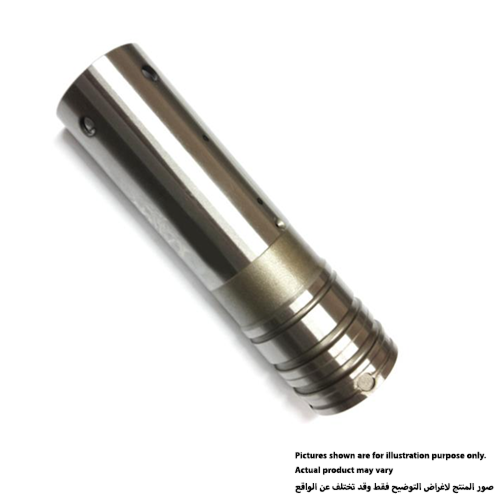 Pictures shown are for illustration purpose only.
Actual product may vary
صور المنتج لاغراض التوضيح فقط وقد تختلف عن الواقع